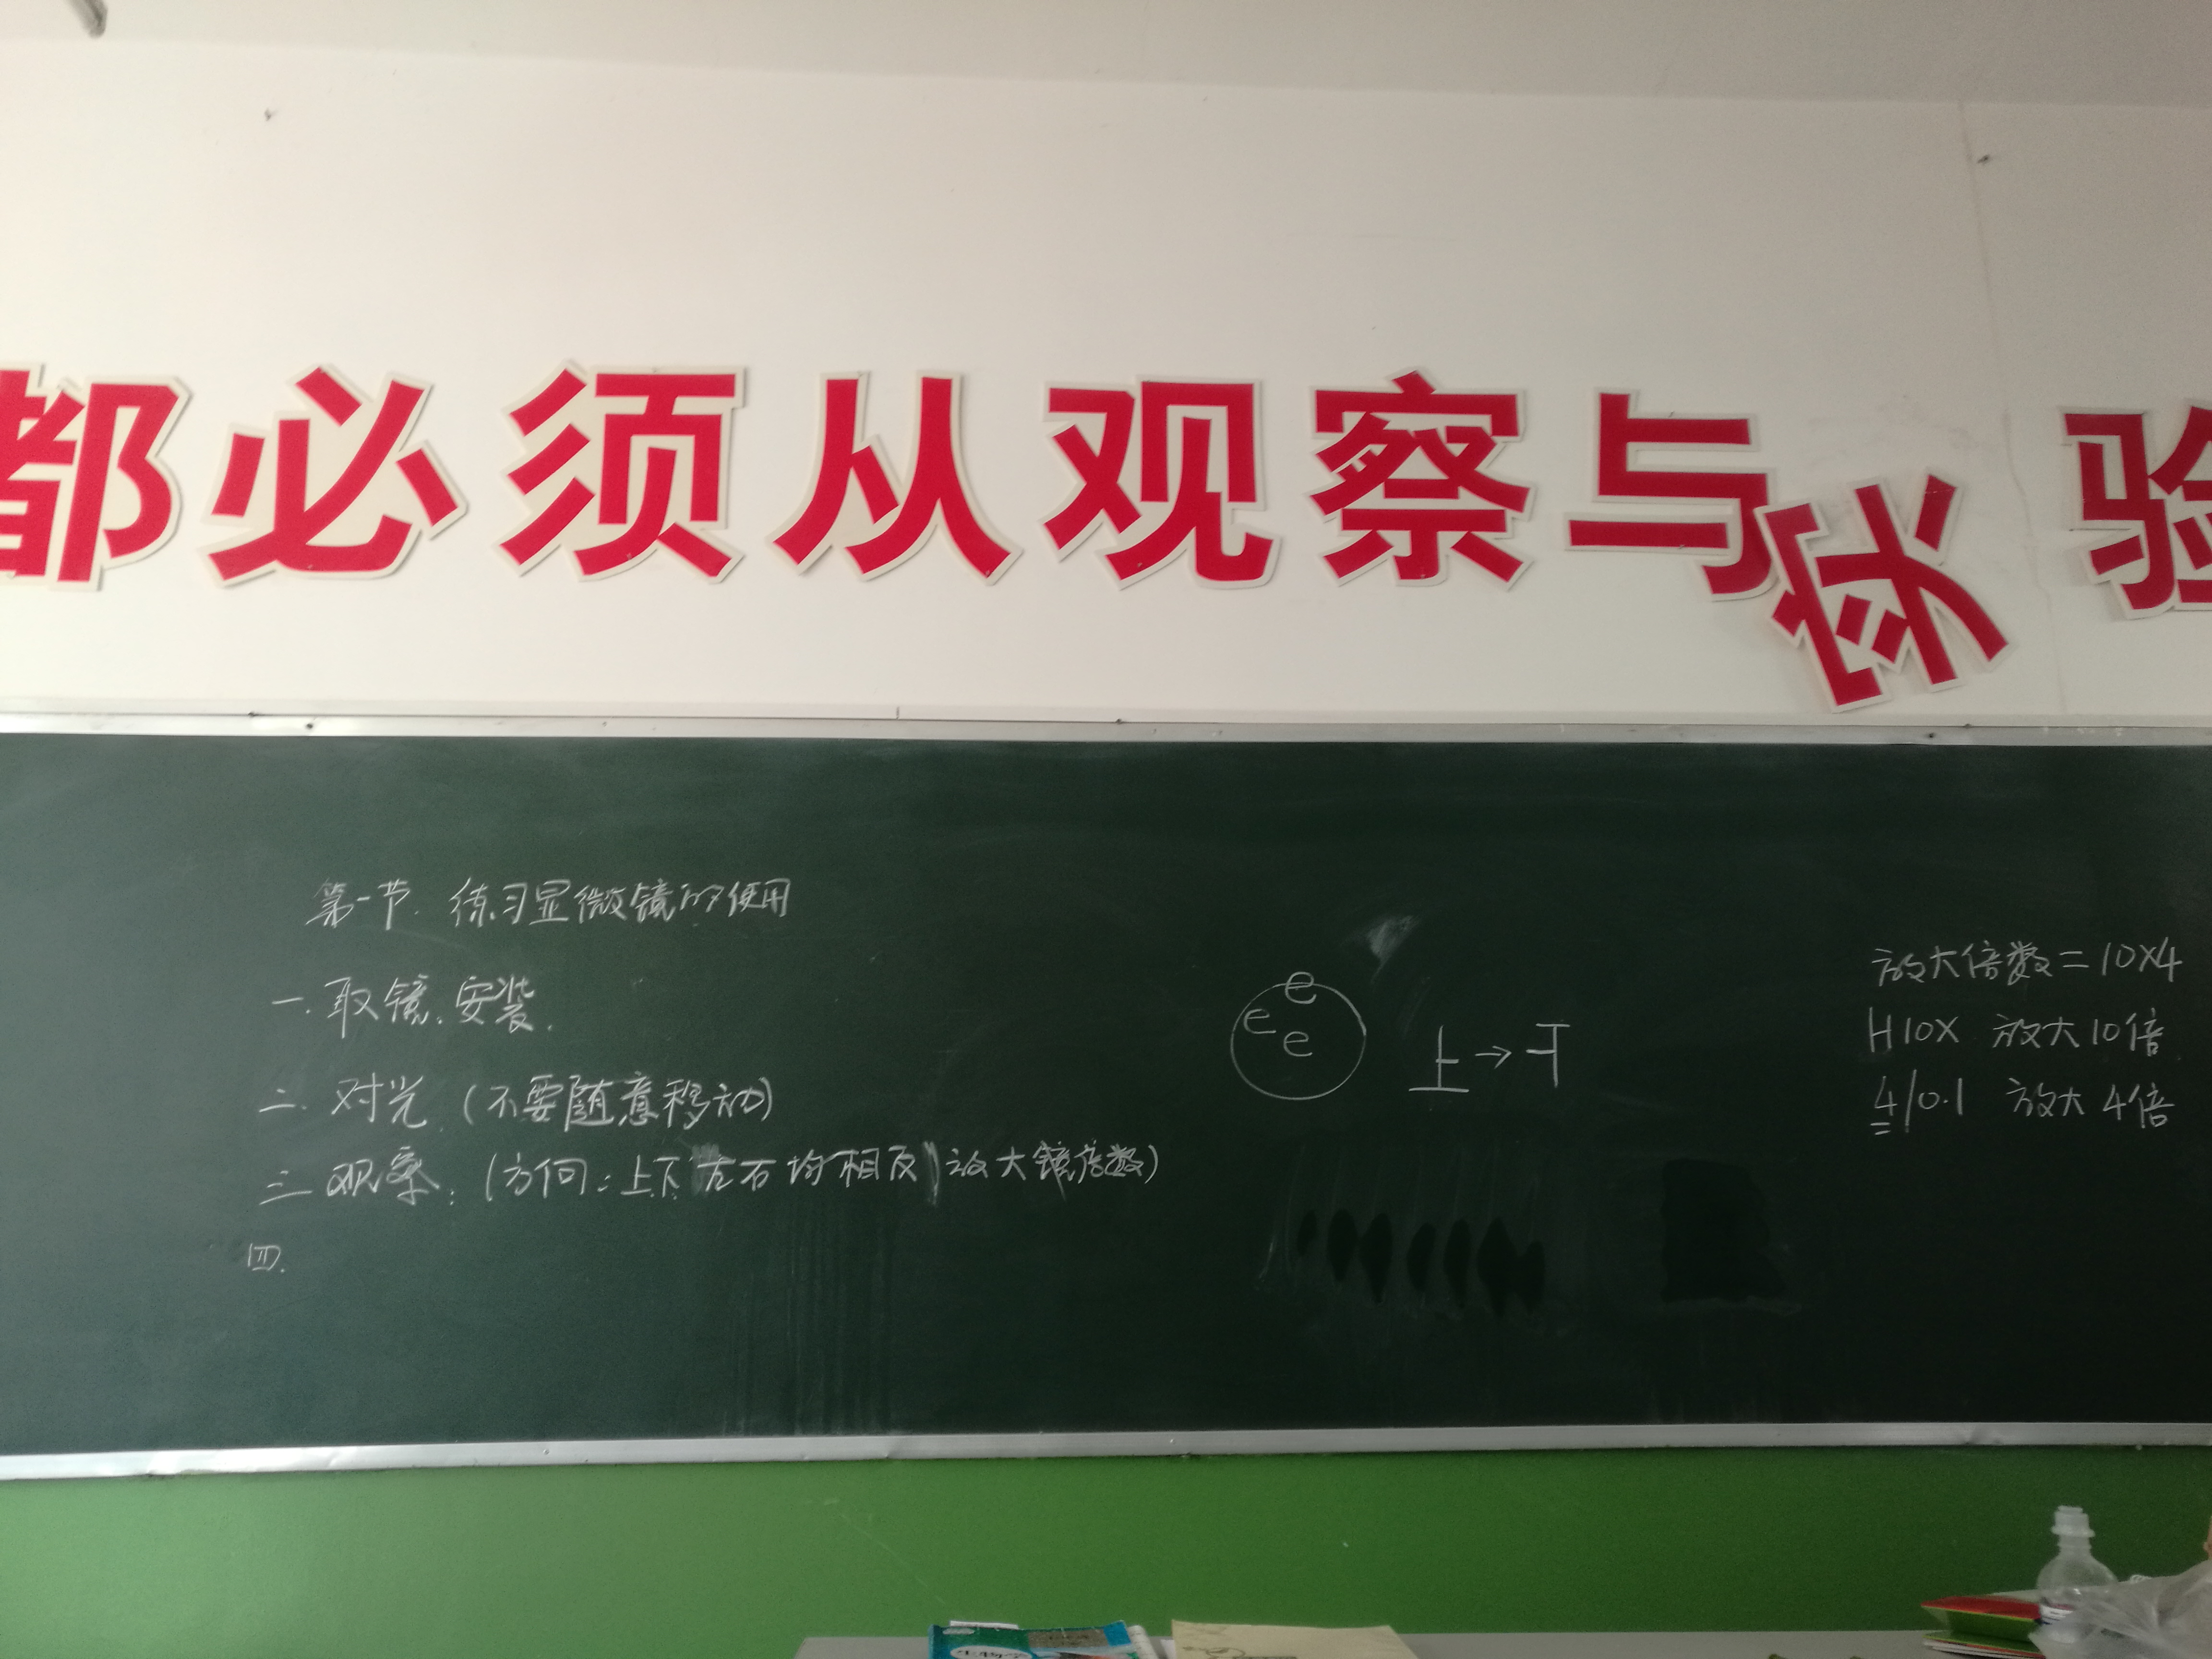 都必须从观察与实验
第一节. 练习显微镜的使用
一. 取镜. 安装.
二. 对光 (不要随意移动)
三 观察: (方向: 上下 左右 均相反) 放大镜倍数)
四.
e
e e
上→
放大倍数=10×4
H10X 放大10倍
4/0.1 放大4倍